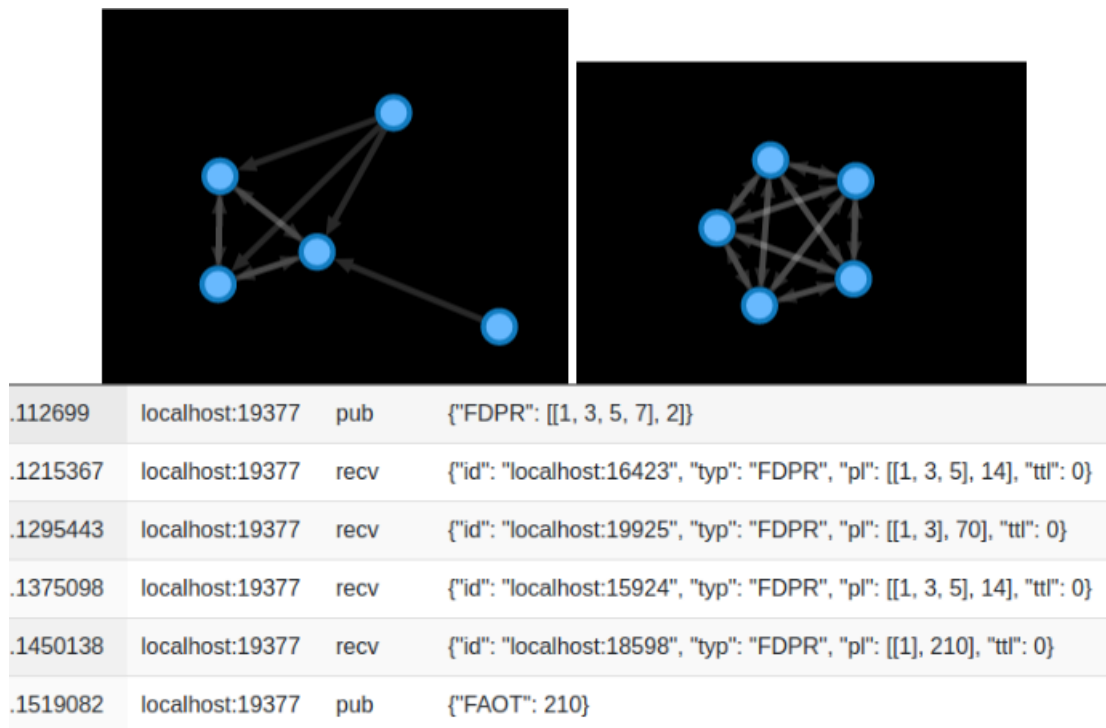 .112699 localhost:19377 pub {"FDPR": [[1, 3, 5, 7], 2]}
.1215367 localhost:19377 recv {"id": "localhost:16423", "typ": "FDPR", "pl": [[1, 3, 5], 14], "ttl": 0}
.1295443 localhost:19377 recv {"id": "localhost:19925", "typ": "FDPR", "pl": [[1, 3], 70], "ttl": 0}
.1375098 localhost:19377 recv {"id": "localhost:15924", "typ": "FDPR", "pl": [[1, 3, 5], 14], "ttl": 0}
.1450138 localhost:19377 recv {"id": "localhost:18598", "typ": "FDPR", "pl": [[1], 210], "ttl": 0}
.1519082 localhost:19377 pub {"FAOT": 210}